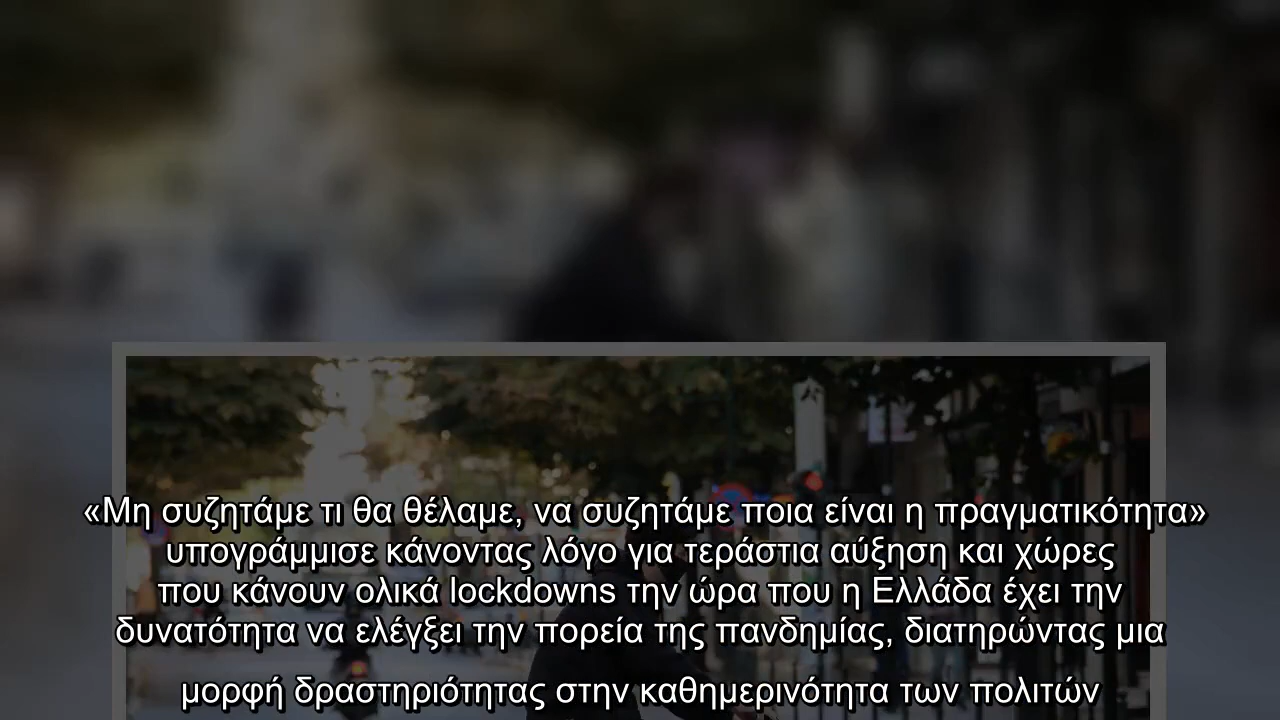 «Μη συζητάμε τι θα θέλαμε, να συζητάμε ποια είναι η πραγματικότητα»
υπογράμμισε κάνοντας λόγο για τεράστια αύξηση και χώρες
που κάνουν ολικά lockdowns την ώρα που η Ελλάδα έχει την
δυνατότητα να ελέγξει την πορεία της πανδημίας, διατηρώντας μια
μορφή δραστηριότητας στην καθημερινότητα των πολιτών